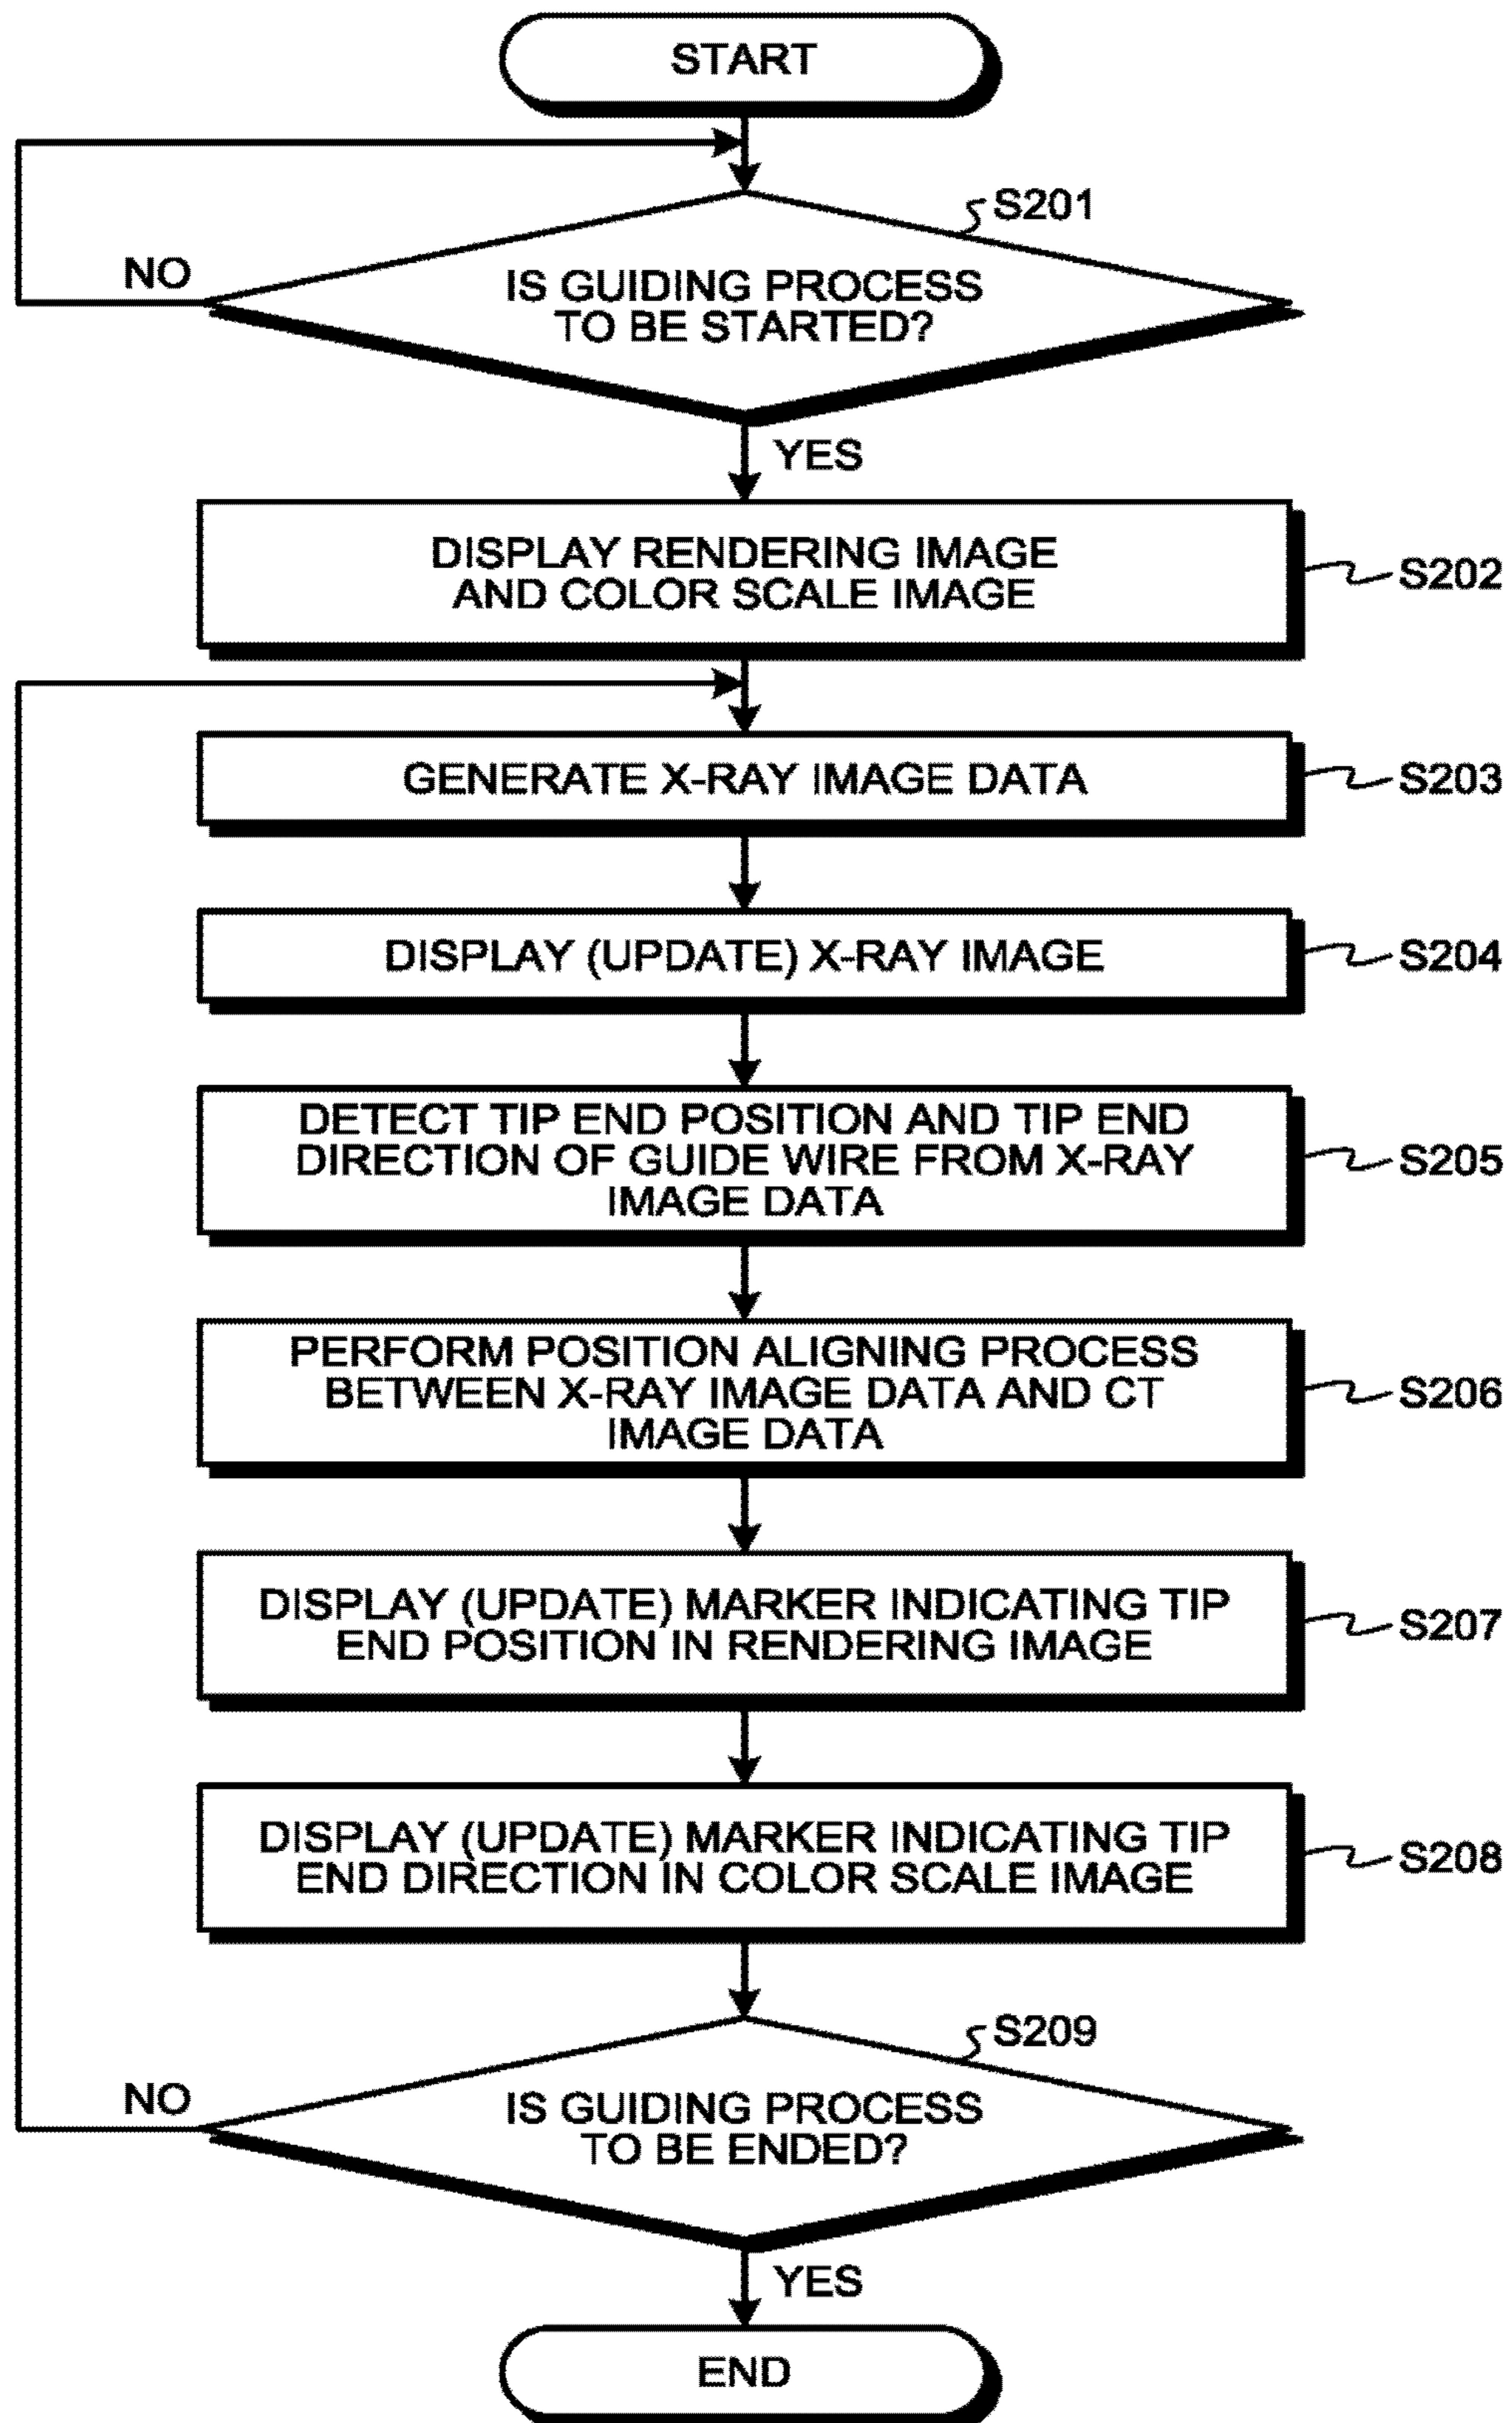 START
S201
NO
IS GUIDING PROCESS
TO BE STARTED?
YES
DISPLAY RENDERING IMAGE
AND COLOR SCALE IMAGE
S202
GENERATE X-RAY IMAGE DATA
S203
DISPLAY (UPDATE) X-RAY IMAGE
S204
DETECT TIP END POSITION AND TIP END
DIRECTION OF GUIDE WIRE FROM X-RAY
IMAGE DATA
S205
PERFORM POSITION ALIGNING PROCESS
BETWEEN X-RAY IMAGE DATA AND CT
IMAGE DATA
S206
DISPLAY (UPDATE) MARKER INDICATING TIP
END POSITION IN RENDERING IMAGE
S207
DISPLAY (UPDATE) MARKER INDICATING TIP
END DIRECTION IN COLOR SCALE IMAGE
S208
S209
NO
IS GUIDING PROCESS
TO BE ENDED?
YES
END